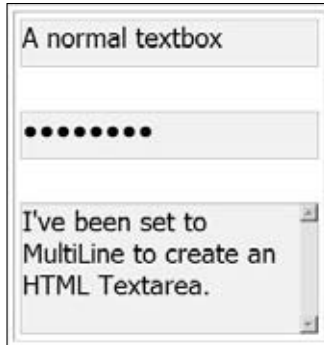 A normal textbox
••••••••
I've been set to
MultiLine to create an
HTML Textarea.